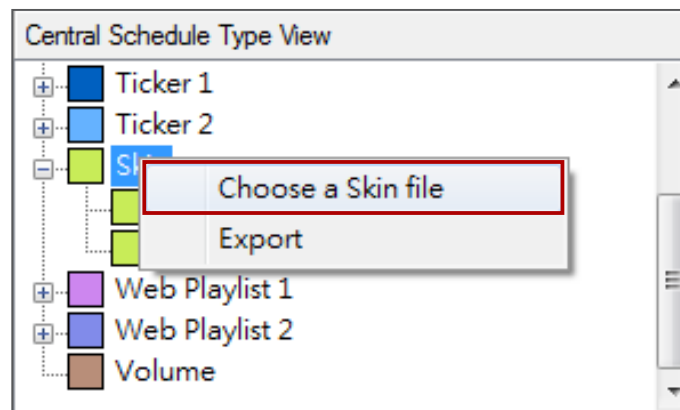 Central Schedule Type View
Ticker 1
Ticker 2
Choose a Skin file
Export
Web Playlist 1
Web Playlist 2
Volume